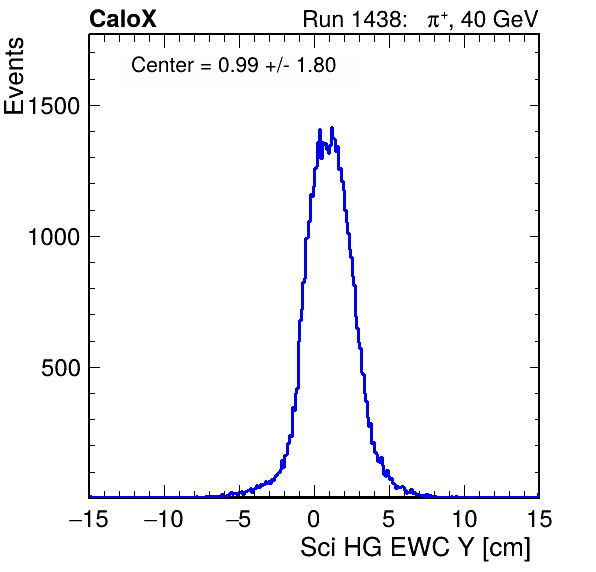 CaloX
Run 1438: π⁺, 40 GeV
Events
Center = 0.99 +/- 1.80
1500
1000
500
−15 −10 −5 0 5 10 15
Sci HG EWC Y [cm]